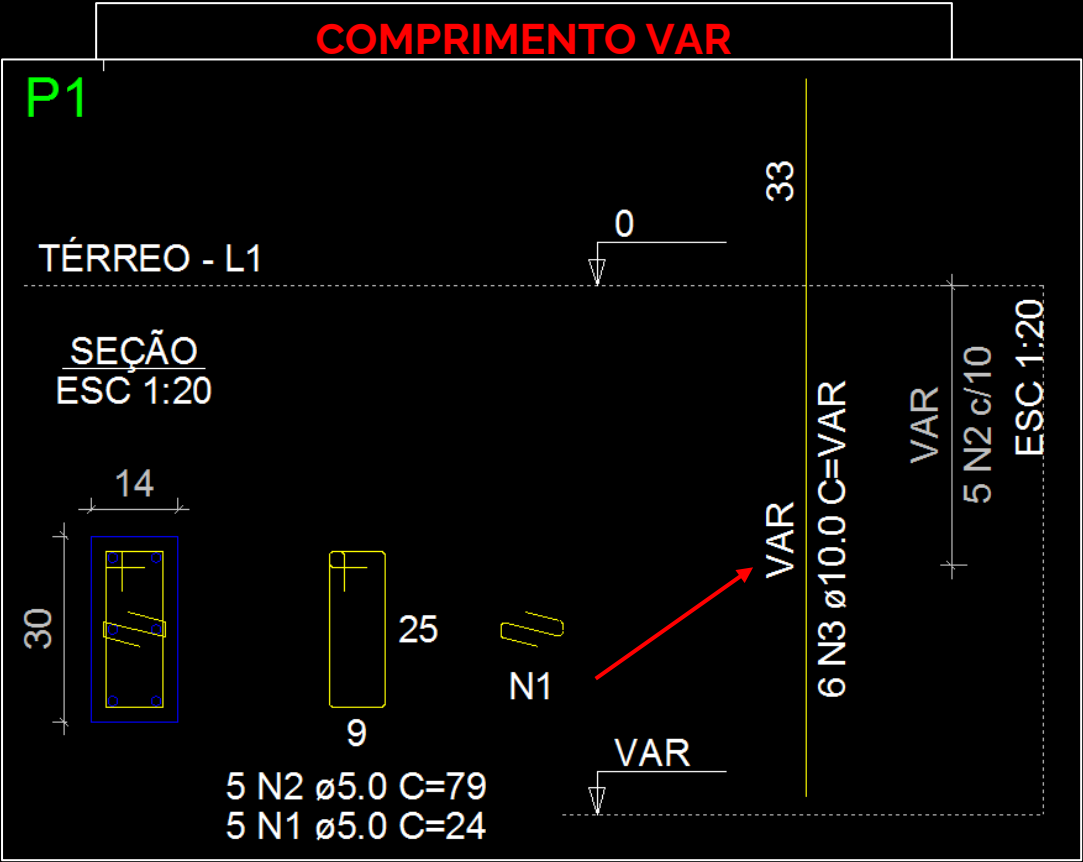 COMPRIMENTO VAR
P1
33
0
TÉRREO - L1
SEÇÃO
ESC 1:20
ESC 1:20
VAR
5 N2 c/10
14
VAR
6 N3 ø10.0 C=VAR
30
25
N1
9
VAR
5 N2 ø5.0 C=79
5 N1 ø5.0 C=24